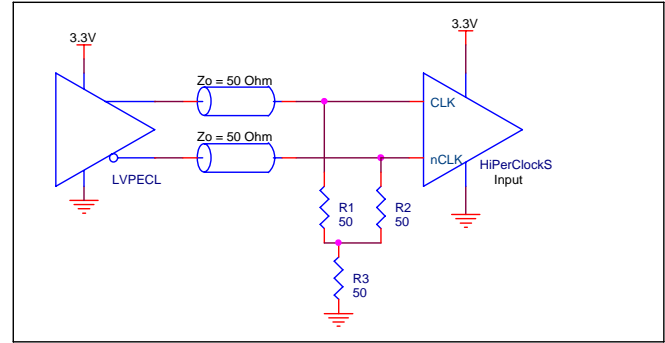 3.3V
3.3V
Zo = 50 Ohm
CLK
Zo = 50 Ohm
nCLK
HiPerClockS
Input
LVPECL
R1
50
R2
50
R3
50